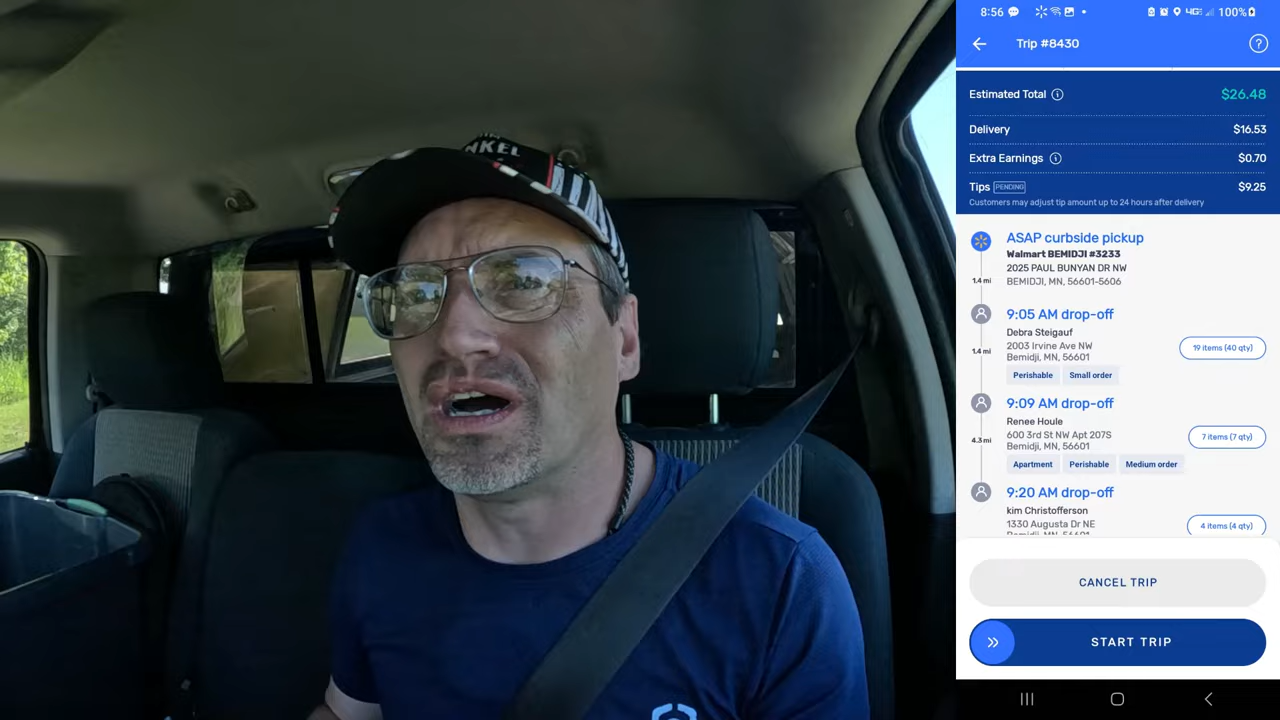 NKEL
8:56
4G
100%
Trip #8430
?
Estimated Total
$26.48
Delivery
$16.53
Extra Earnings
$0.70
Tips PENDING
$9.25
Customers may adjust tip amount up to 24 hours after delivery
ASAP curbside pickup
Walmart BEMIDJI #3233
2025 PAUL BUNYAN DR NW
BEMIDJI, MN, 56601-5606
1.4 mi
9:05 AM drop-off
Debra Steigauf
2003 Irvine Ave NW
Bemidji, MN, 56601
19 items (40 qty)
Perishable Small order
1.4 mi
9:09 AM drop-off
Renee Houle
600 3rd St NW Apt 207S
Bemidji, MN, 56601
7 items (7 qty)
Apartment Perishable Medium order
4.3 mi
9:20 AM drop-off
kim Christofferson
1330 Augusta Dr NE
Bemidji, MN, 56601
4 items (4 qty)
CANCEL TRIP
START TRIP